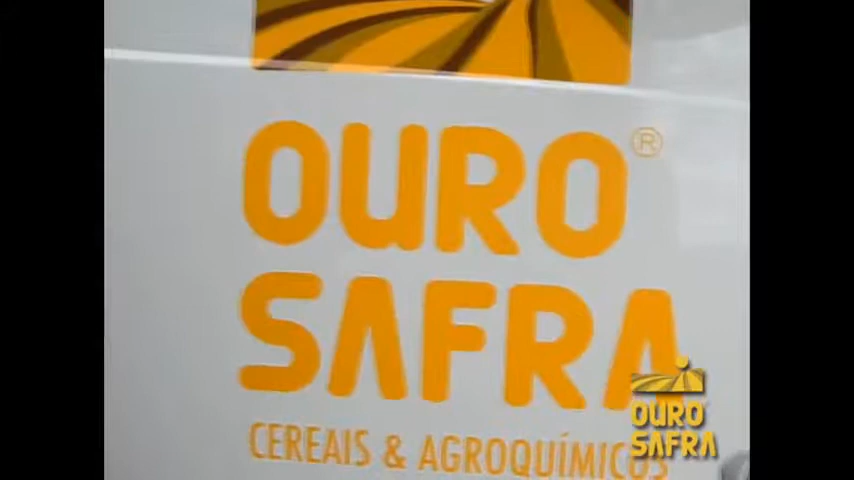 OURO®
SAFRA
CEREAIS & AGROQUÍMICOS
OURO
SAFRA